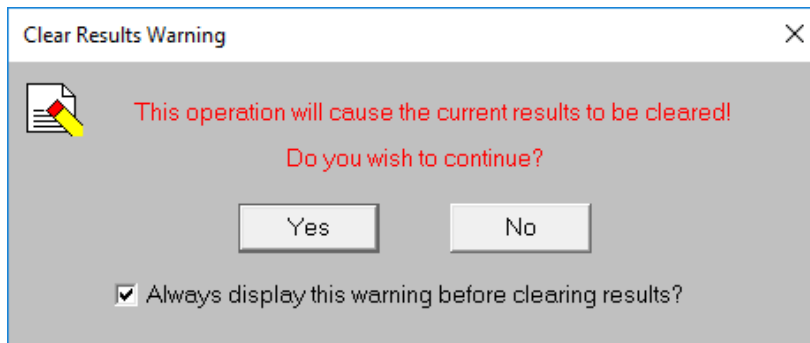 Clear Results Warning
This operation will cause the current results to be cleared!
Do you wish to continue?
Yes
No
Always display this warning before clearing results?